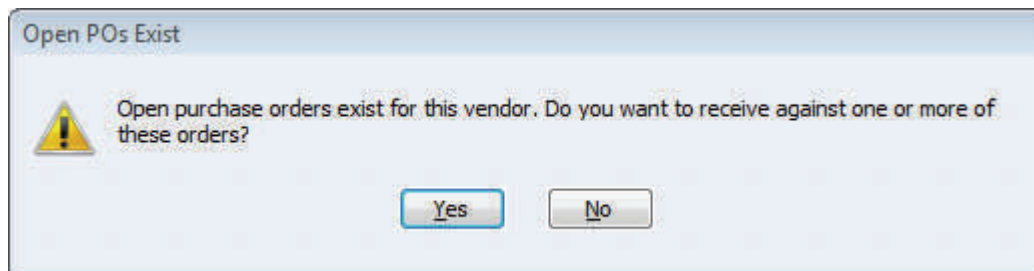 Open POs Exist
Open purchase orders exist for this vendor. Do you want to receive against one or more of
these orders?
Yes
No